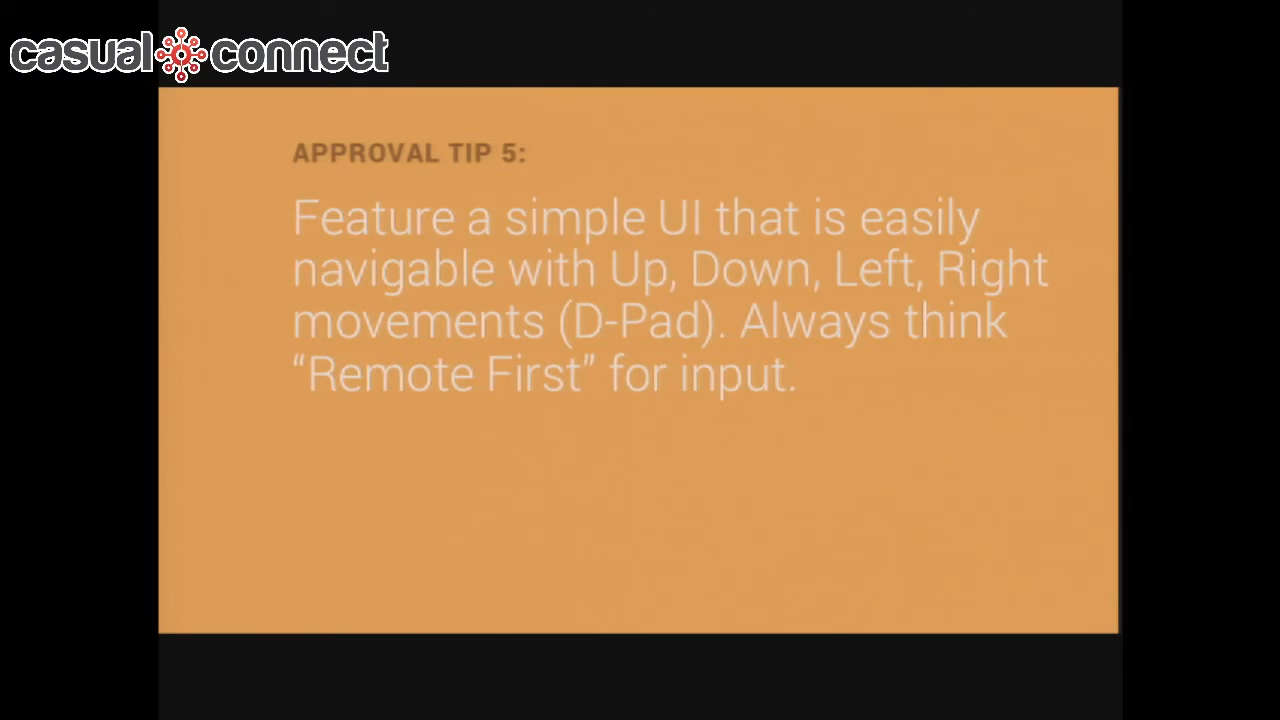 casual connect
APPROVAL TIP 5:
Feature a simple UI that is easily
navigable with Up, Down, Left, Right
movements (D-Pad). Always think
“Remote First” for input.